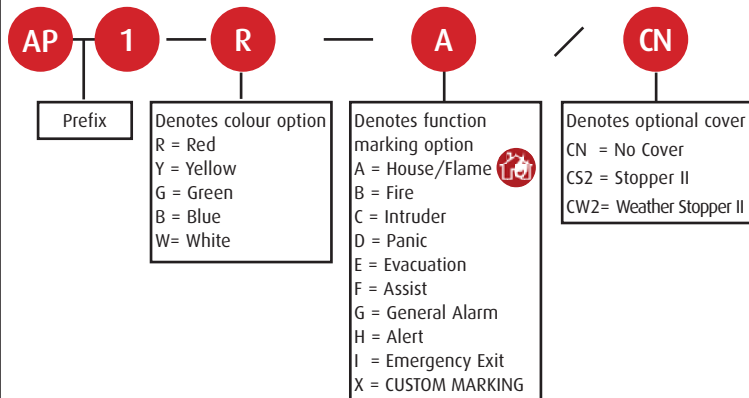 AP 1 — R — A / CN
Prefix
Denotes colour option
R = Red
Y = Yellow
G = Green
B = Blue
W= White
Denotes function
marking option
A = House/Flame
B = Fire
C = Intruder
D = Panic
E = Evacuation
F = Assist
G = General Alarm
H = Alert
I = Emergency Exit
X = CUSTOM MARKING
Denotes optional cover
CN = No Cover
CS2 = Stopper II
CW2= Weather Stopper II